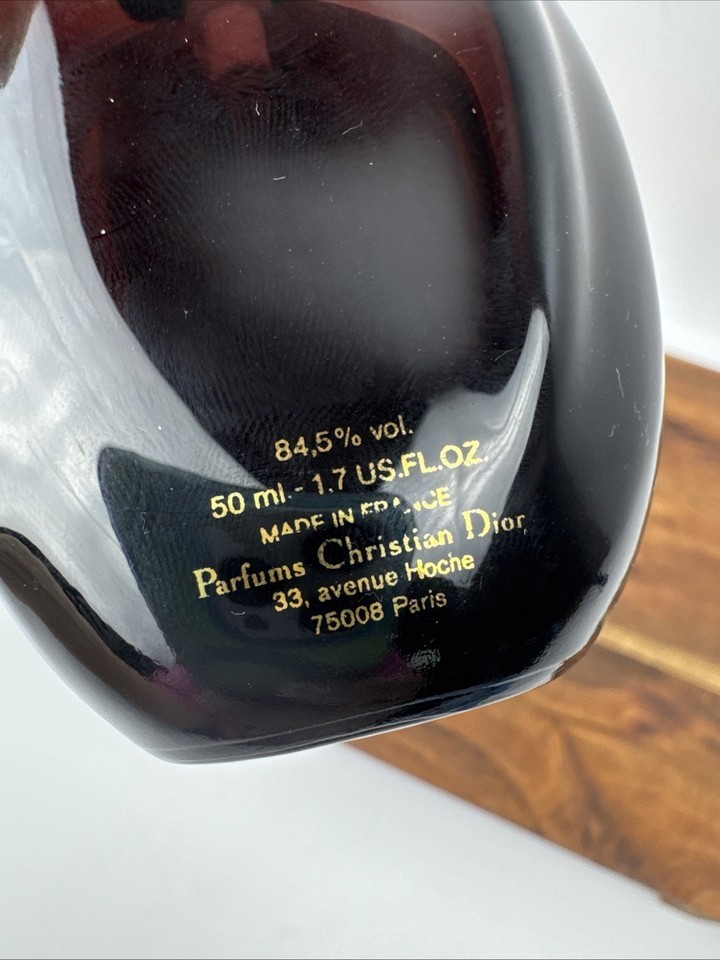 84,5% vol.
50 ml. - 1.7 US.FL.OZ.
MADE IN FRANCE
Parfums Christian Dior
33, avenue Hoche
75008 Paris